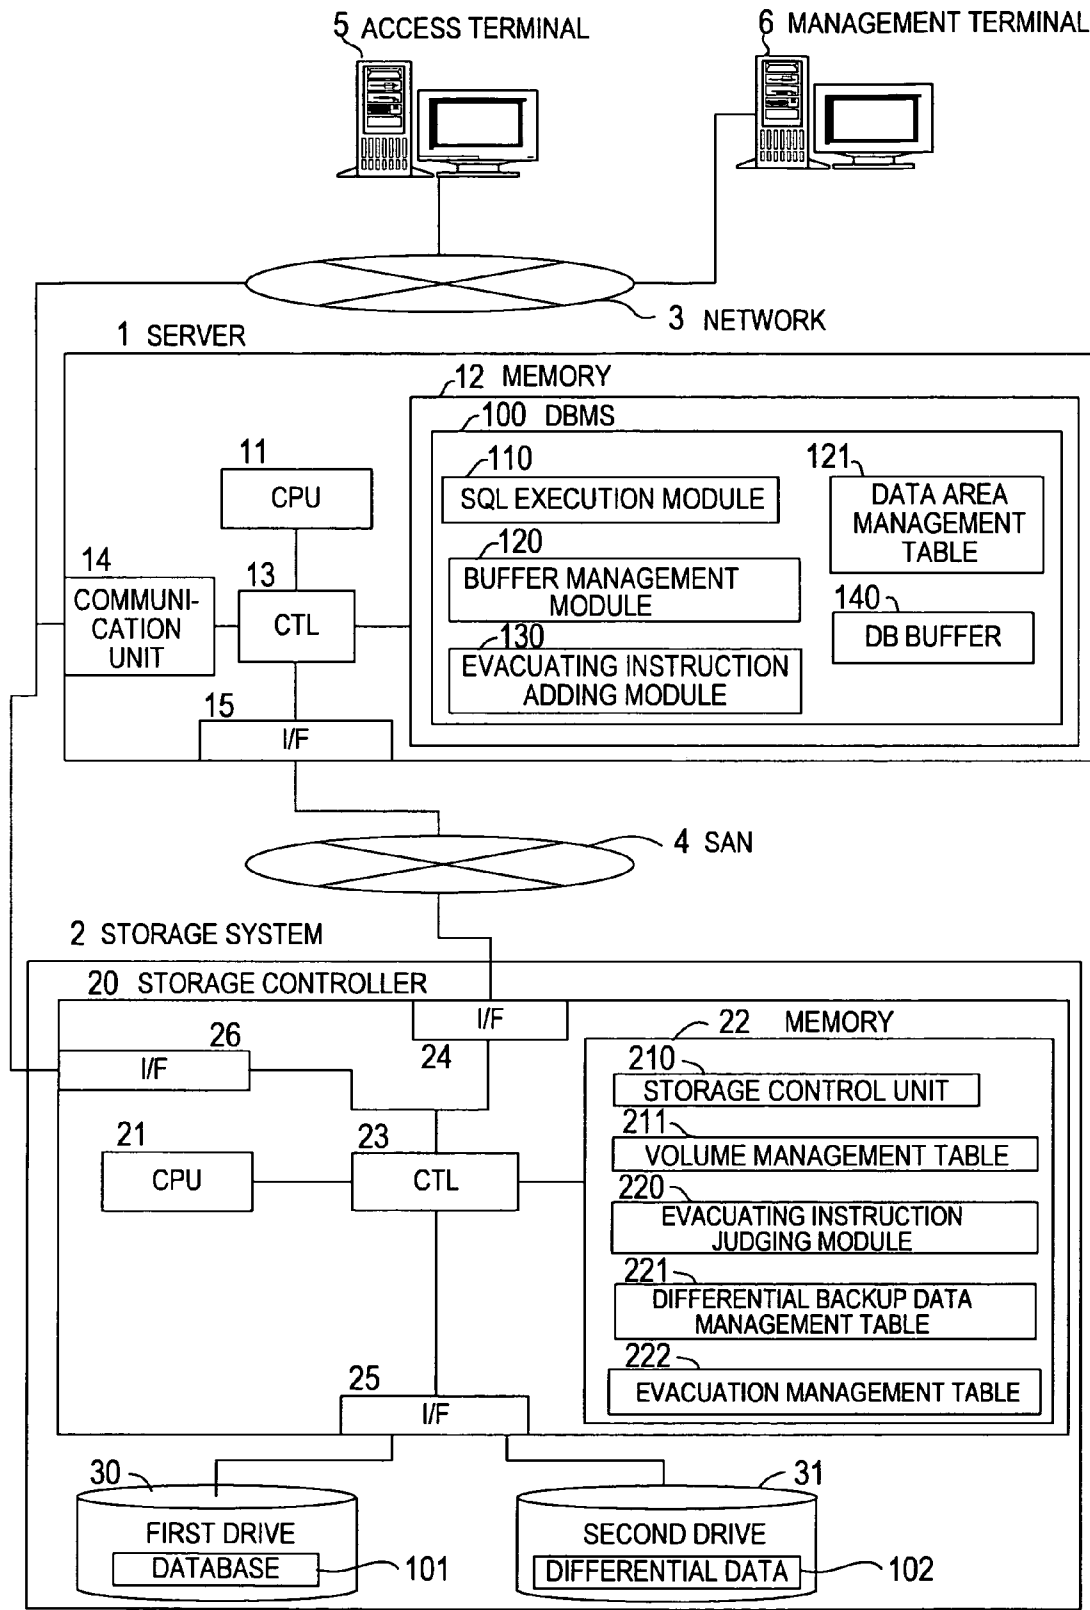 5 ACCESS TERMINAL
6 MANAGEMENT TERMINAL
3 NETWORK
1 SERVER
12 MEMORY
100 DBMS
11
CPU
110
SQL EXECUTION MODULE
121
DATA AREA
MANAGEMENT
TABLE
14
COMMUNI-
CATION
UNIT
13
CTL
120
BUFFER MANAGEMENT
MODULE
140
DB BUFFER
130
EVACUATING INSTRUCTION
ADDING MODULE
15
I/F
4 SAN
2 STORAGE SYSTEM
20 STORAGE CONTROLLER
I/F
24
26
I/F
22 MEMORY
210
STORAGE CONTROL UNIT
211
VOLUME MANAGEMENT TABLE
21
CPU
23
CTL
220
EVACUATING INSTRUCTION
JUDGING MODULE
221
DIFFERENTIAL BACKUP DATA
MANAGEMENT TABLE
222
EVACUATION MANAGEMENT TABLE
25
I/F
30
FIRST DRIVE
DATABASE
101
31
SECOND DRIVE
DIFFERENTIAL DATA
102